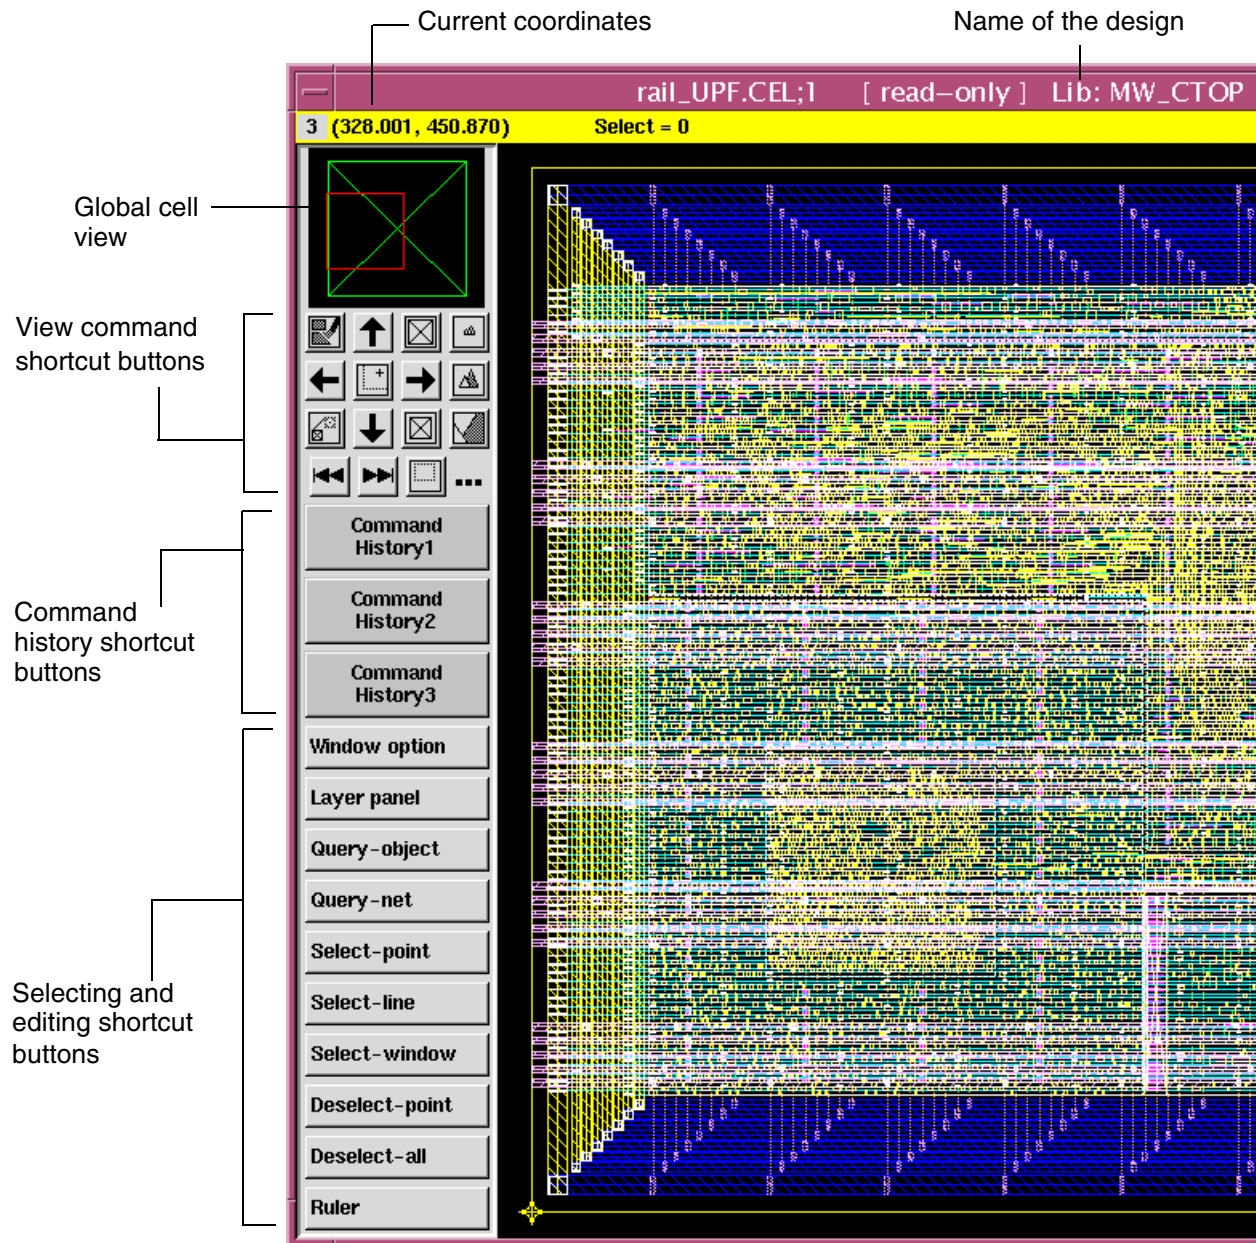 Current coordinates
Name of the design
rail_UPF.CEL;1 [ read-only ] Lib: MW_CTOP
3 (328.001, 450.870) Select = 0
Global cell
view
View command
shortcut buttons
...
Command
History1
Command
History2
Command
history shortcut
buttons
Command
History3
Window option
Layer panel
Query-object
Query-net
Select-point
Selecting and
editing shortcut
buttons
Select-line
Select-window
Deselect-point
Deselect-all
Ruler